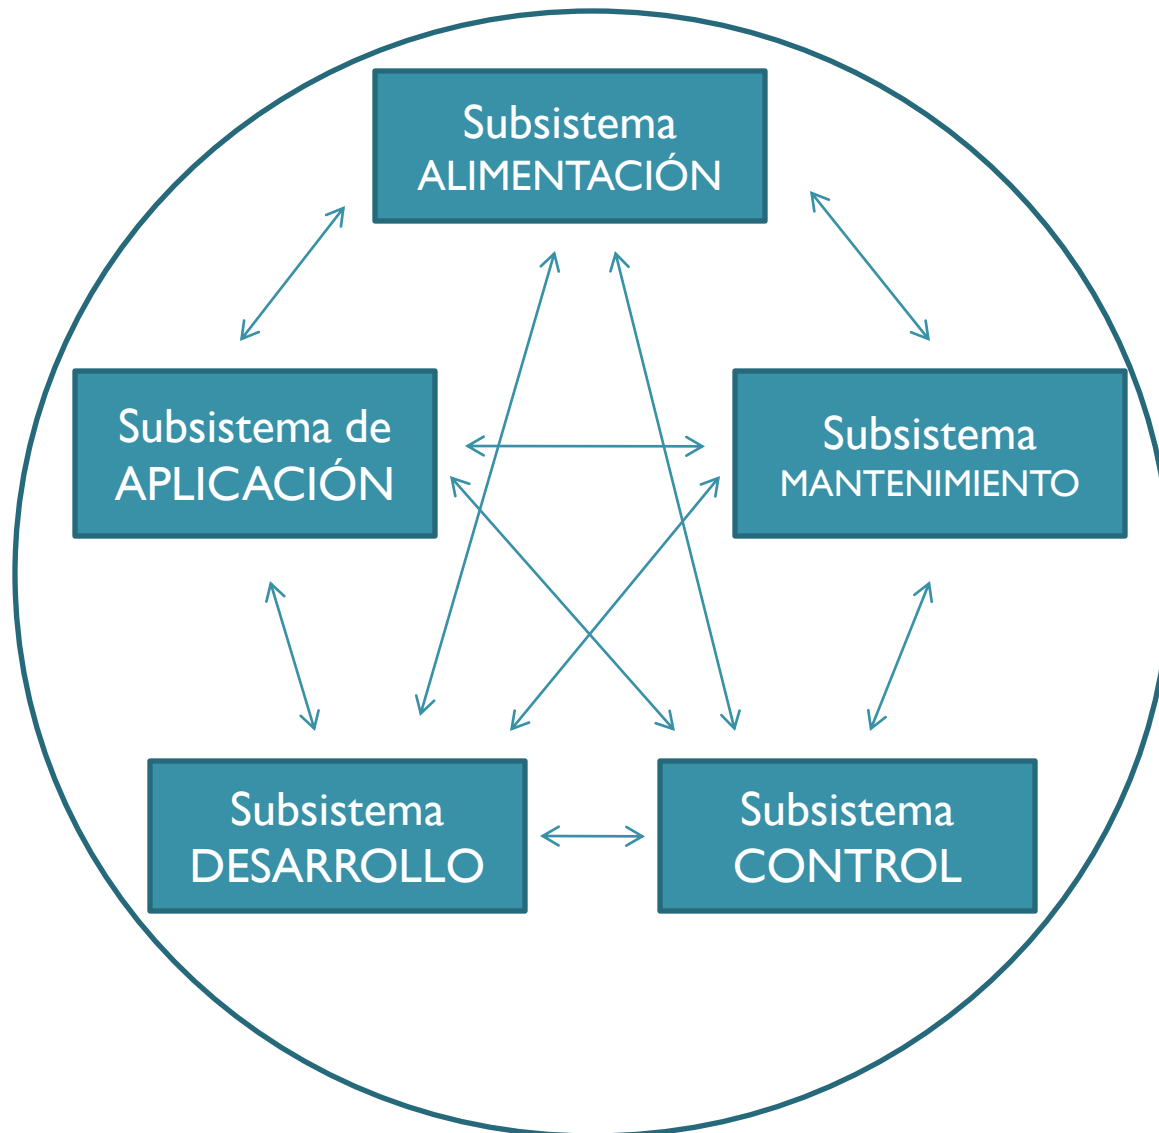 Subsistema
ALIMENTACIÓN
Subsistema de
APLICACIÓN
Subsistema
MANTENIMIENTO
Subsistema
DESARROLLO
Subsistema
CONTROL